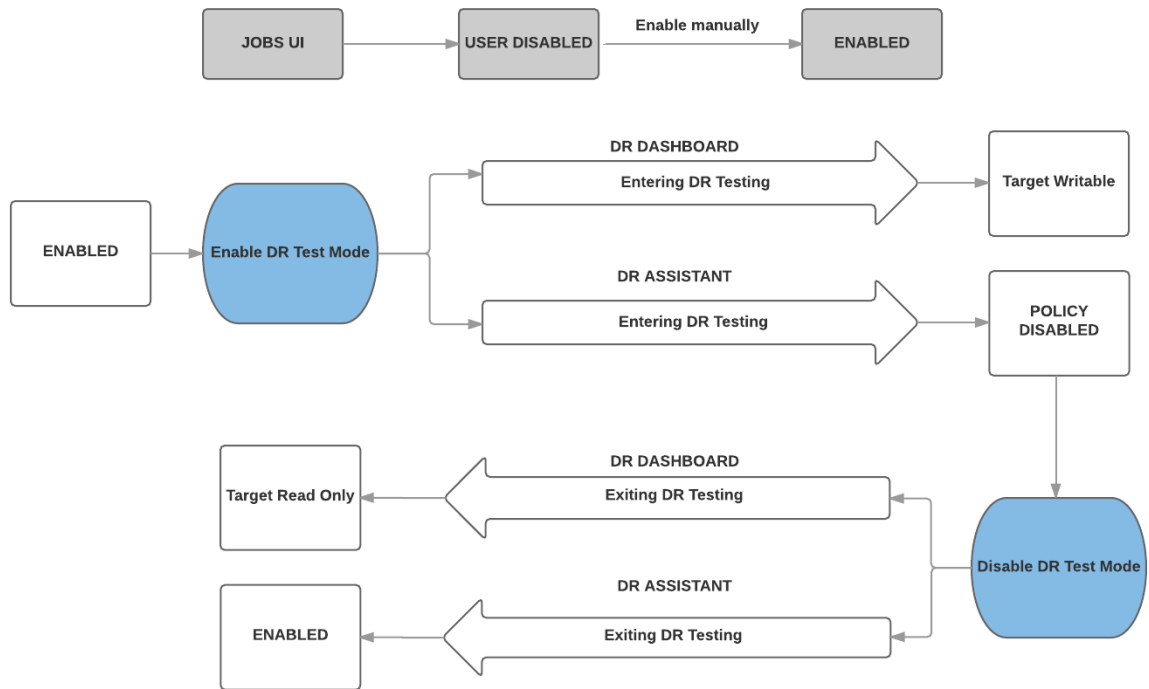 Enable manually
JOBS UI
USER DISABLED
ENABLED
DR DASHBOARD
Entering DR Testing
Target Writable
ENABLED
Enable DR Test Mode
DR ASSISTANT
Entering DR Testing
POLICY
DISABLED
DR DASHBOARD
Exiting DR Testing
Target Read Only
Disable DR Test Mode
DR ASSISTANT
Exiting DR Testing
ENABLED